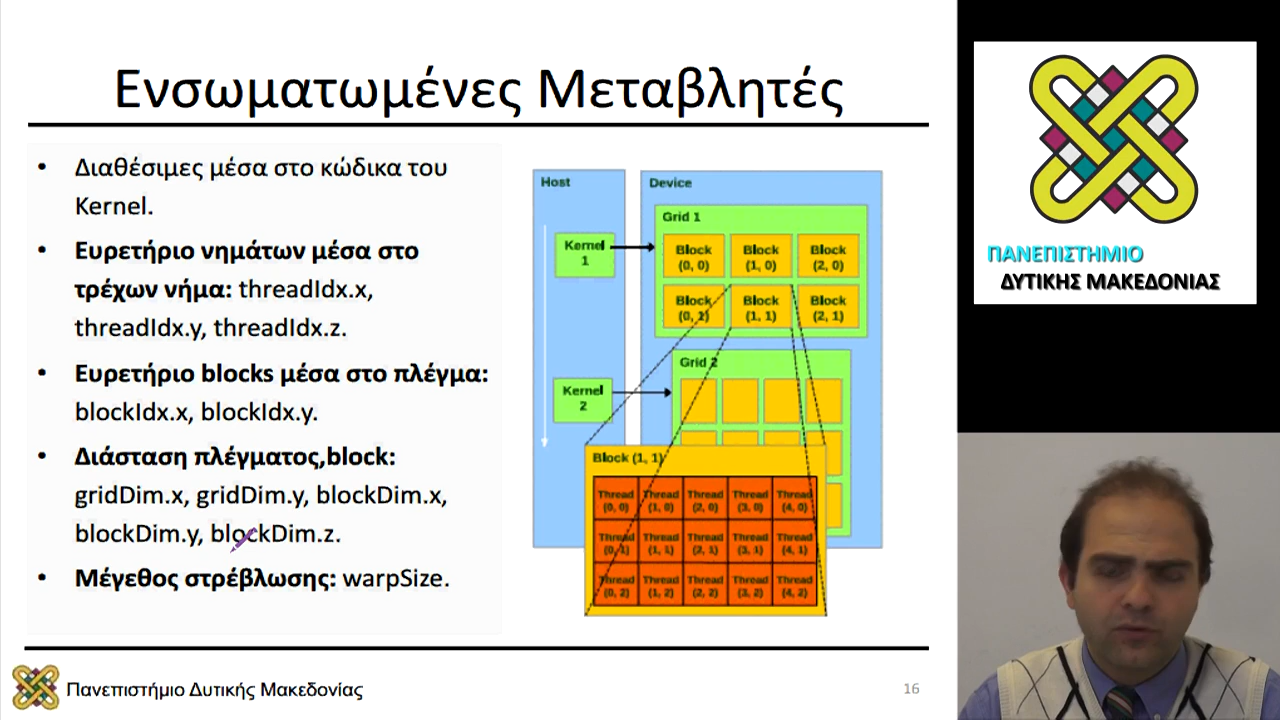 Ενσωματωμένες Μεταβλητές
• Διαθέσιμες μέσα στο κώδικα του
Kernel.
• Ευρετήριο νημάτων μέσα στο
τρέχων νήμα: threadIdx.x,
threadIdx.y, threadIdx.z.
• Ευρετήριο blocks μέσα στο πλέγμα:
blockIdx.x, blockIdx.y.
• Διάσταση πλέγματος,block:
gridDim.x, gridDim.y, blockDim.x,
blockDim.y, blockDim.z.
• Μέγεθος στρέβλωσης: warpSize.
Host
Device
Grid 1
Kernel
1
Block
(0, 0)
Block
(1, 0)
Block
(2, 0)
Block
(0, 1)
Block
(1, 1)
Block
(2, 1)
Grid 2
Kernel
2
Block (1, 1)
Thread
(0, 0)
Thread
(1, 0)
Thread
(2, 0)
Thread
(3, 0)
Thread
(4, 0)
Thread
(0, 1)
Thread
(1, 1)
Thread
(2, 1)
Thread
(3, 1)
Thread
(4, 1)
Thread
(0, 2)
Thread
(1, 2)
Thread
(2, 2)
Thread
(3, 2)
Thread
(4, 2)
Πανεπιστήμιο Δυτικής Μακεδονίας
16
ΠΑΝΕΠΙΣΤΗΜΙΟ
ΔΥΤΙΚΗΣ ΜΑΚΕΔΟΝΙΑΣ